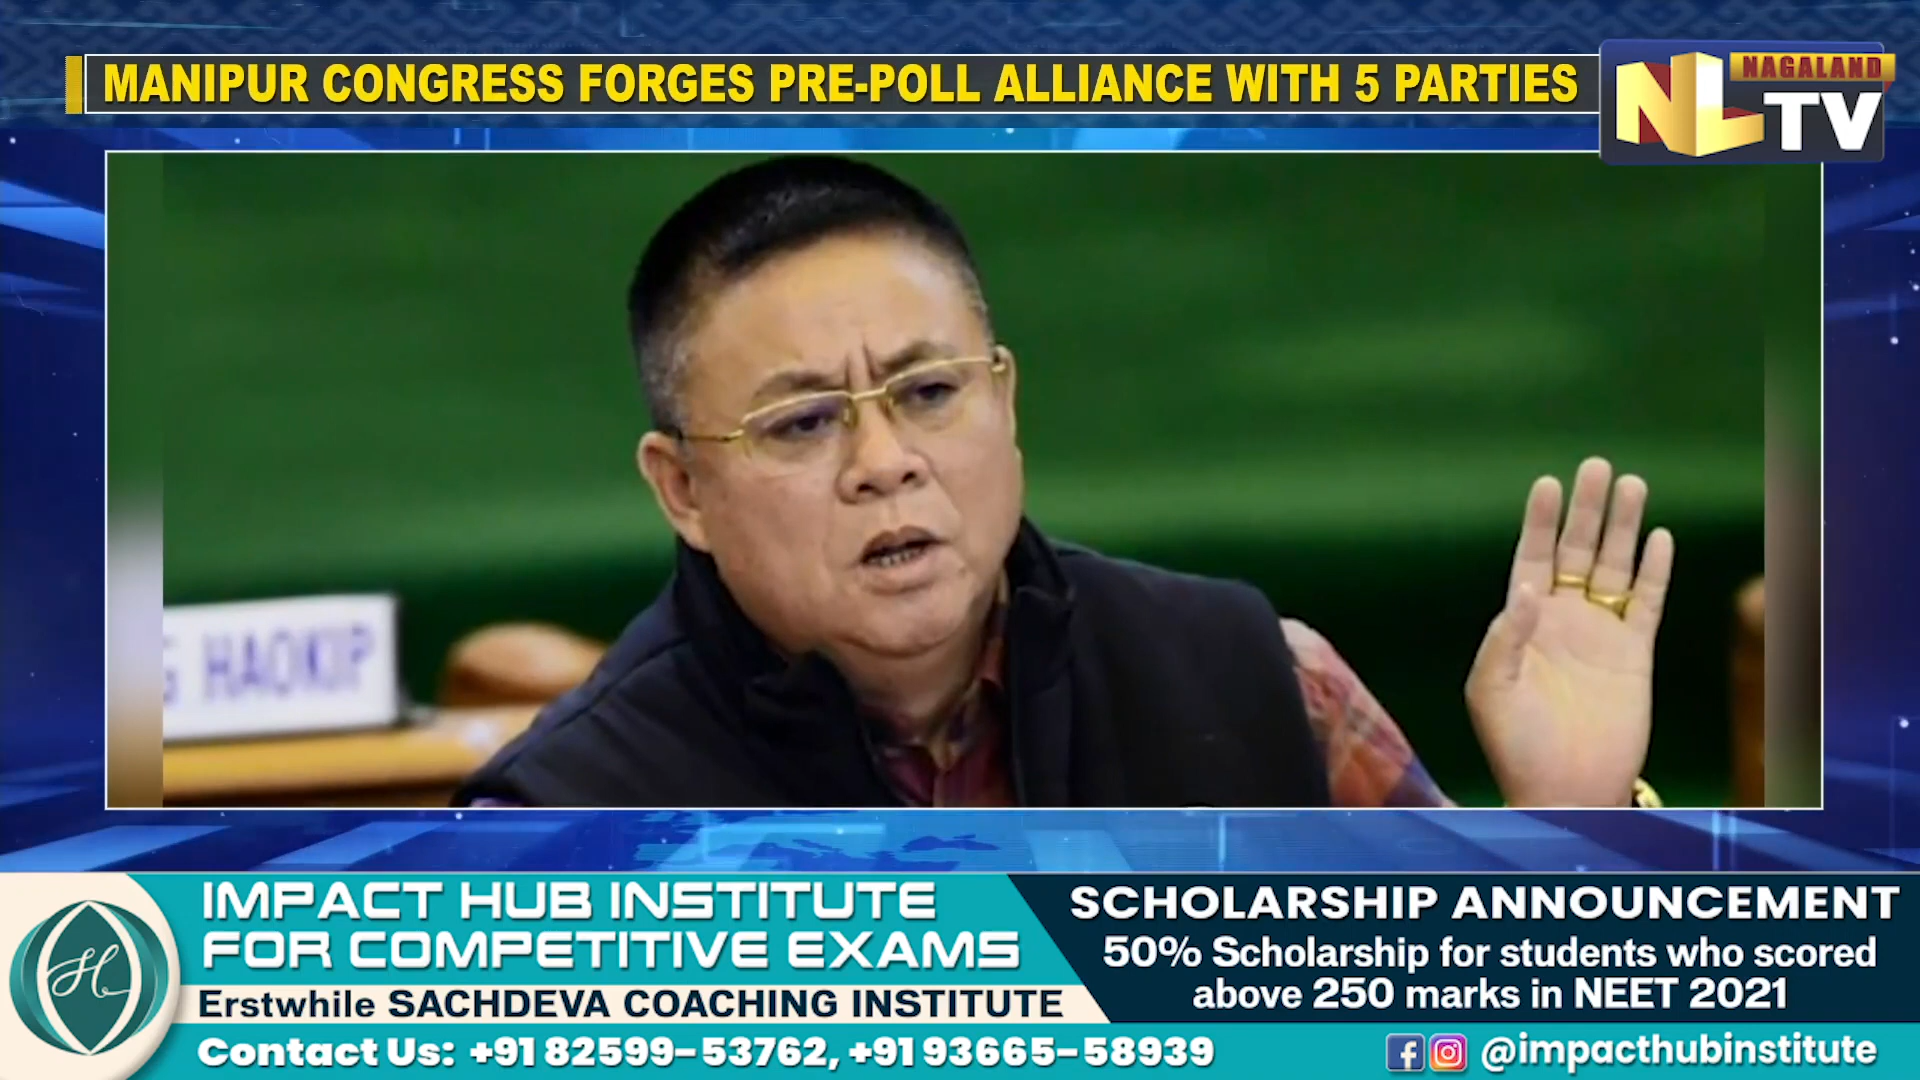 MANIPUR CONGRESS FORGES PRE-POLL ALLIANCE WITH 5 PARTIES
NL NAGALAND
TV
G HAOKIP
IMPACT HUB INSTITUTE
FOR COMPETITIVE EXAMS
Erstwhile SACHDEVA COACHING INSTITUTE
SCHOLARSHIP ANNOUNCEMENT
50% Scholarship for students who scored
above 250 marks in NEET 2021
Contact Us: +91 82599-53762, +91 93665-58939
@impacthubinstitute